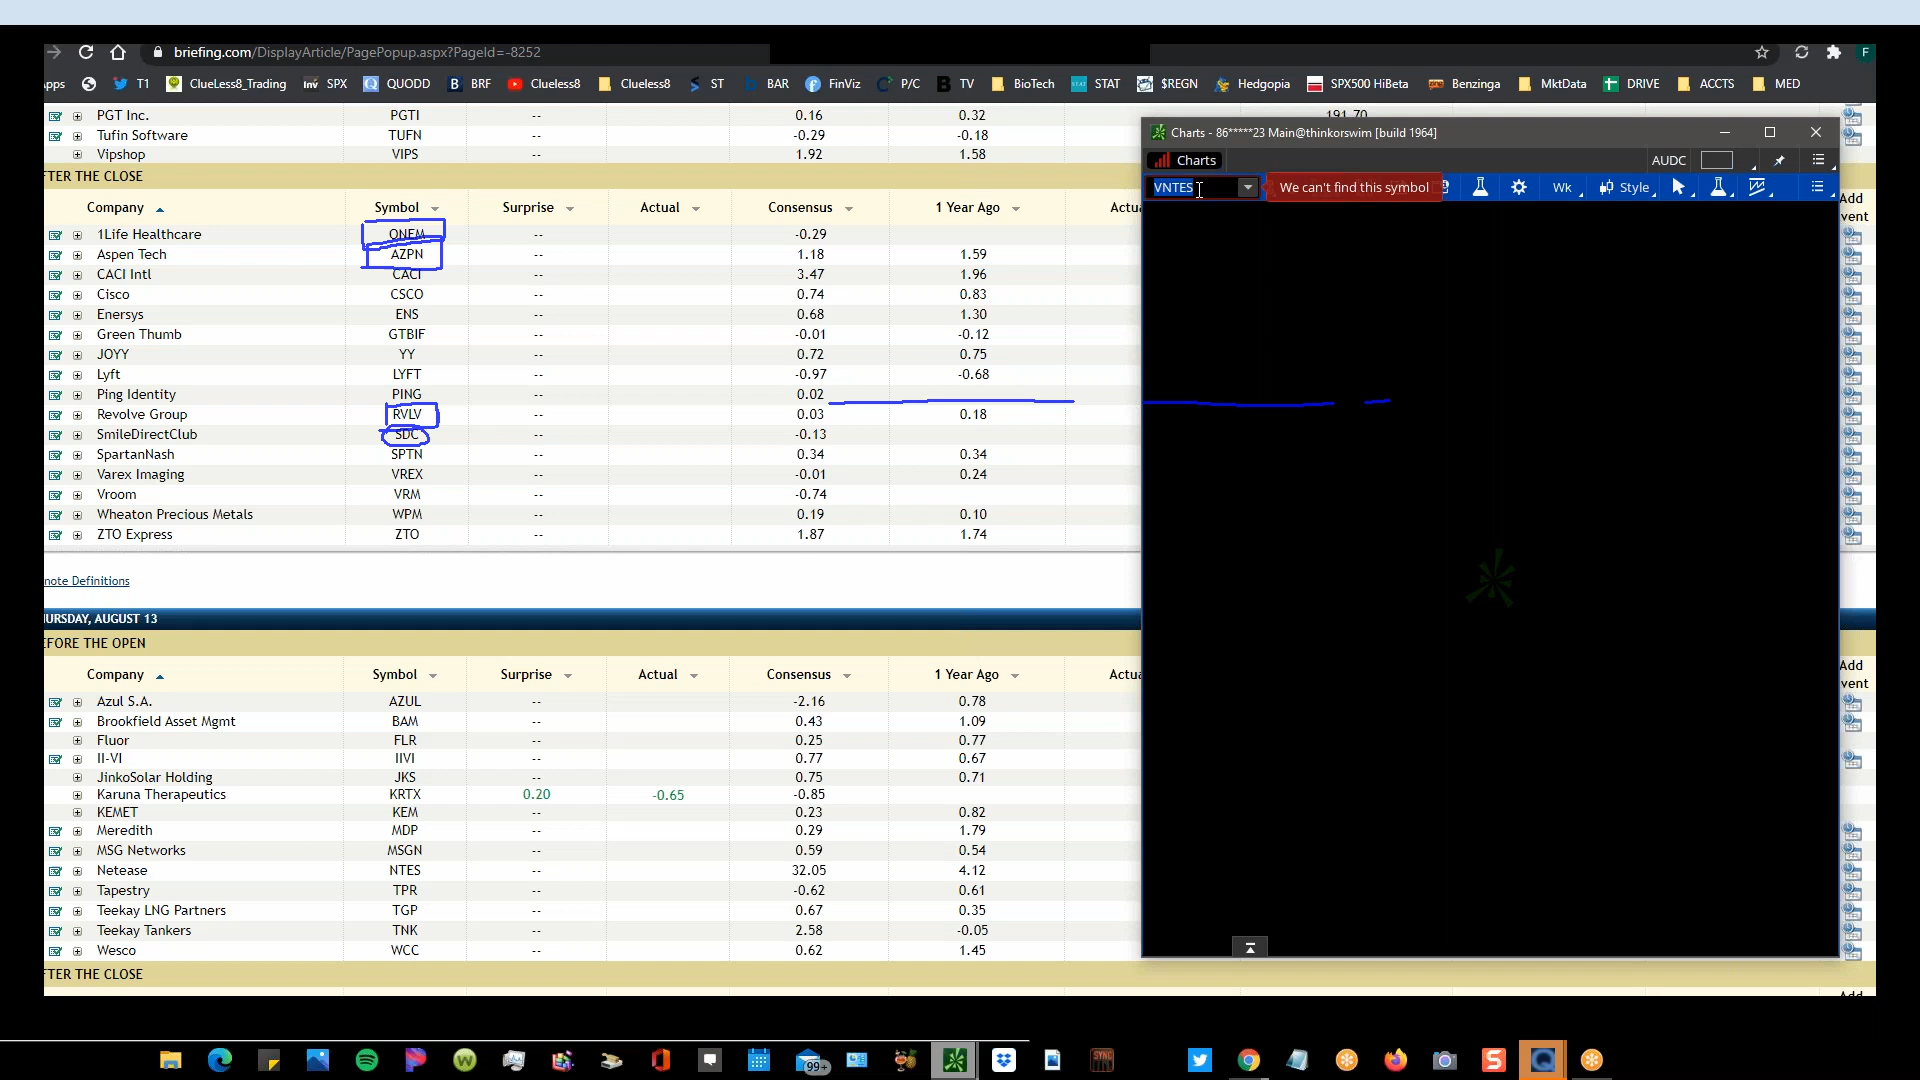 briefing.com/DisplayArticle/PagePopup.aspx?PageId=-8252
F
pps T1 ClueLess8_Trading inv SPX QUODD B BRF Clueless8 Clueless8 ST BAR FinViz P/C TV BioTech STAT $REGN Hedgopia SPX500 HiBeta Benzinga MktData DRIVE ACCTS MED
PGT Inc. PGTI -- 0.16 0.32 191.70
Tufin Software TUFN -- -0.29 -0.18
Vipshop VIPS -- 1.92 1.58
FTER THE CLOSE
Company Symbol Surprise Actual Consensus 1 Year Ago Actu
Add
vent
1Life Healthcare ONEM -- -0.29
Aspen Tech AZPN -- 1.18 1.59
CACI Intl CACI -- 3.47 1.96
Cisco CSCO -- 0.74 0.83
Enersys ENS -- 0.68 1.30
Green Thumb GTBIF -- -0.01 -0.12
JOYY YY -- 0.72 0.75
Lyft LYFT -- -0.97 -0.68
Ping Identity PING -- 0.02
Revolve Group RVLV -- 0.03 0.18
SmileDirectClub SDC -- -0.13
SpartanNash SPTN -- 0.34 0.34
Varex Imaging VREX -- -0.01 0.24
Vroom VRM -- -0.74
Wheaton Precious Metals WPM -- 0.19 0.10
ZTO Express ZTO -- 1.87 1.74
note Definitions
URSDAY, AUGUST 13
EFORE THE OPEN
Company Symbol Surprise Actual Consensus 1 Year Ago Actua
Add
vent
Azul S.A. AZUL -- -2.16 0.78
Brookfield Asset Mgmt BAM -- 0.43 1.09
Fluor FLR -- 0.25 0.77
II-VI IIVI -- 0.77 0.67
JinkoSolar Holding JKS -- 0.75 0.71
Karuna Therapeutics KRTX 0.20 -0.65 -0.85
KEMET KEM -- 0.23 0.82
Meredith MDP -- 0.29 1.79
MSG Networks MSGN -- 0.59 0.54
Netease NTES -- 32.05 4.12
Tapestry TPR -- -0.62 0.61
Teekay LNG Partners TGP -- 0.67 0.35
Teekay Tankers TNK -- 2.58 -0.05
Wesco WCC -- 0.62 1.45
FTER THE CLOSE
Add
Charts - 86*****23 Main@thinkorswim [build 1964]
Charts AUDC
VNTES We can't find this symbol Wk Style
99+
SYNC